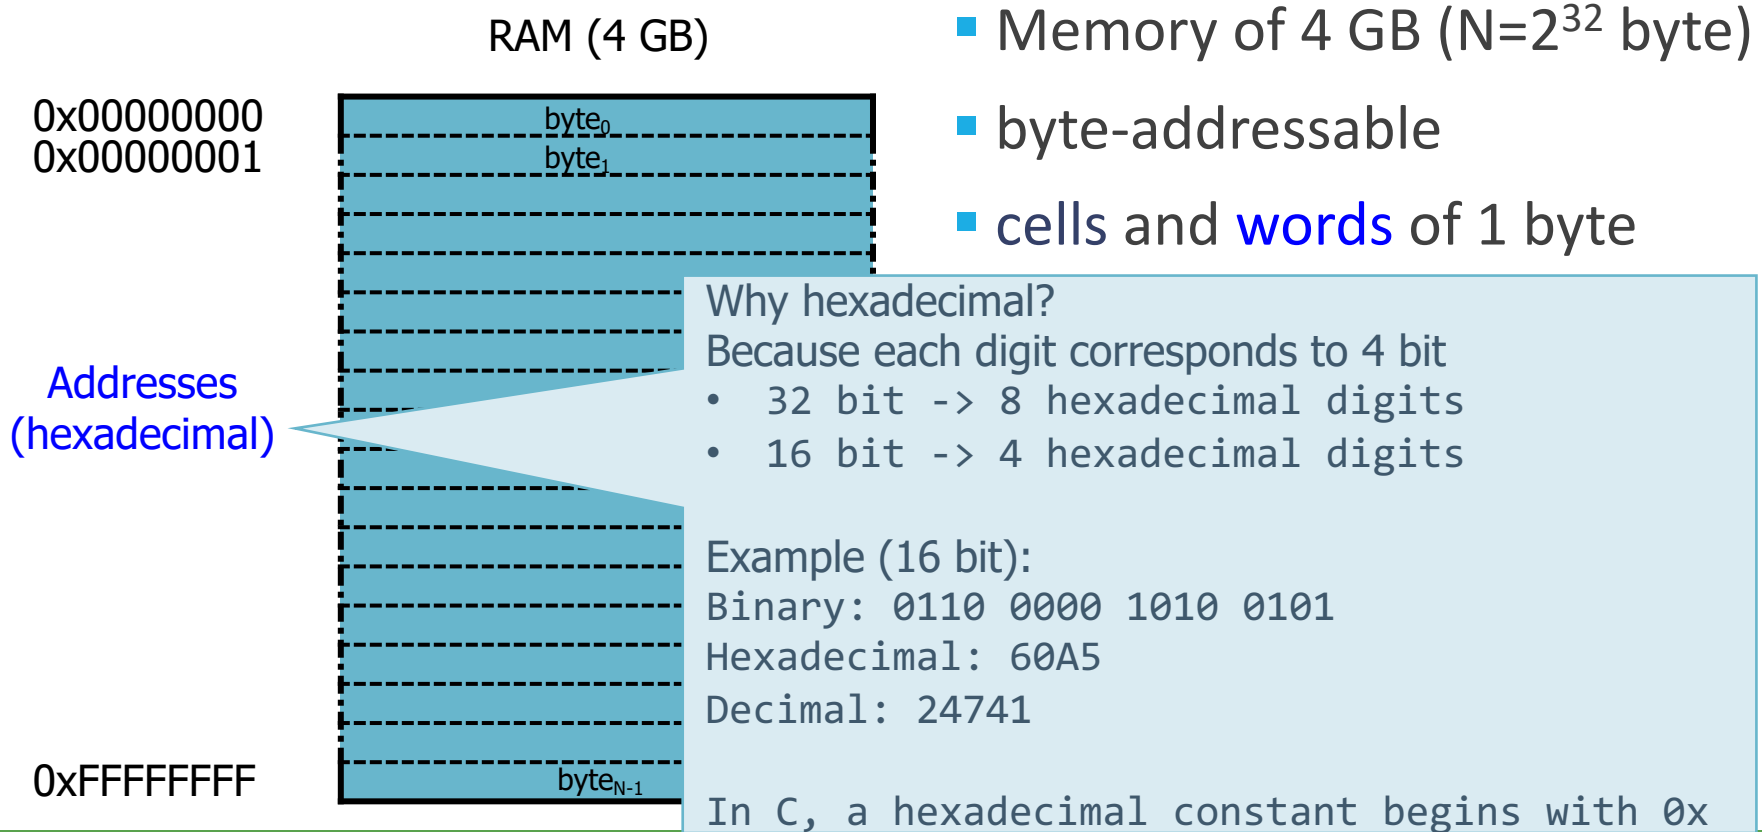 RAM (4 GB)
0x00000000
0x00000001
byte₀
byte₁
Addresses
(hexadecimal)
0xFFFFFFFF
byteN-1
▪ Memory of 4 GB (N=2³² byte)
▪ byte-addressable
▪ cells and words of 1 byte
Why hexadecimal?
Because each digit corresponds to 4 bit
• 32 bit -> 8 hexadecimal digits
• 16 bit -> 4 hexadecimal digits
Example (16 bit):
Binary: 0110 0000 1010 0101
Hexadecimal: 60A5
Decimal: 24741
In C, a hexadecimal constant begins with 0x